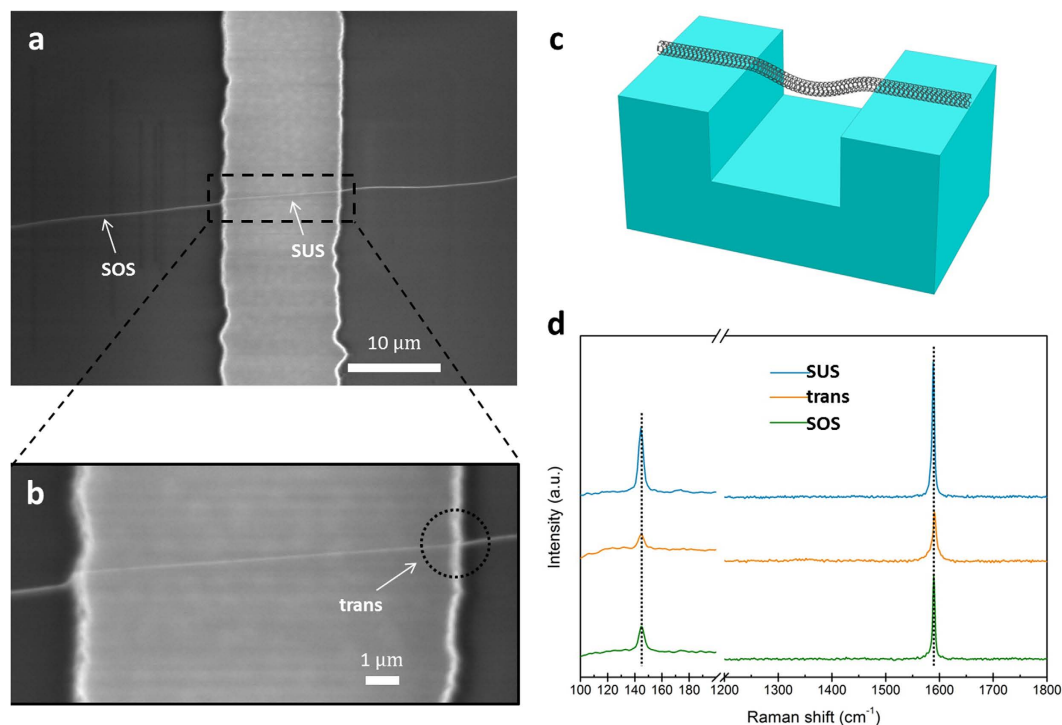 a
SOS
SUS
10 μm
b
trans
1 μm
c
d
SUS
trans
SOS
Intensity (a.u.)
100 120 140 160 180 200 1200 1300 1400 1500 1600 1700 1800
Raman shift (cm⁻¹)